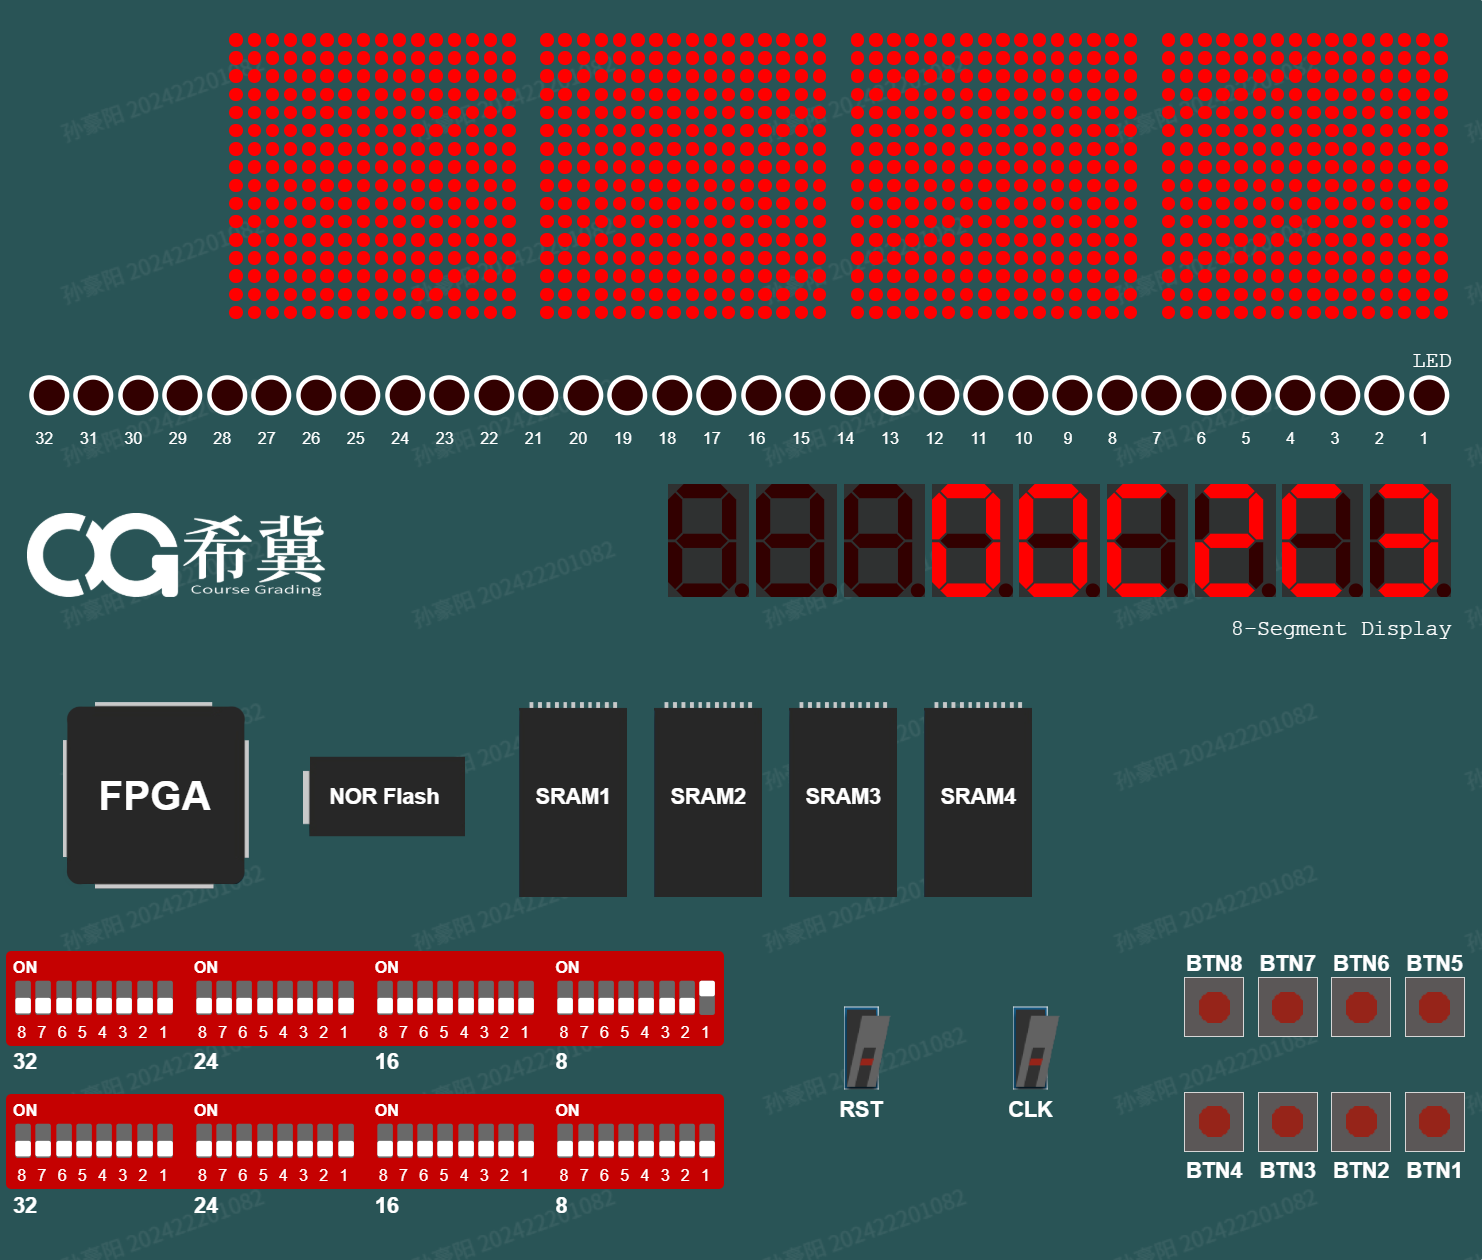 LED
32 31 30 29 28 27 26 25 24 23 22 21 20 19 18 17 16 15 14 13 12 11 10 9 8 7 6 5 4 3 2 1
CG希冀
Course Grading
00C2C3
8-Segment Display
FPGA
NOR Flash
SRAM1
SRAM2
SRAM3
SRAM4
ON ON ON ON
8 7 6 5 4 3 2 1 8 7 6 5 4 3 2 1 8 7 6 5 4 3 2 1 8 7 6 5 4 3 2 1
32 24 16 8
ON ON ON ON
8 7 6 5 4 3 2 1 8 7 6 5 4 3 2 1 8 7 6 5 4 3 2 1 8 7 6 5 4 3 2 1
32 24 16 8
RST
CLK
BTN8 BTN7 BTN6 BTN5
BTN4 BTN3 BTN2 BTN1
孙豪阳 202422201082